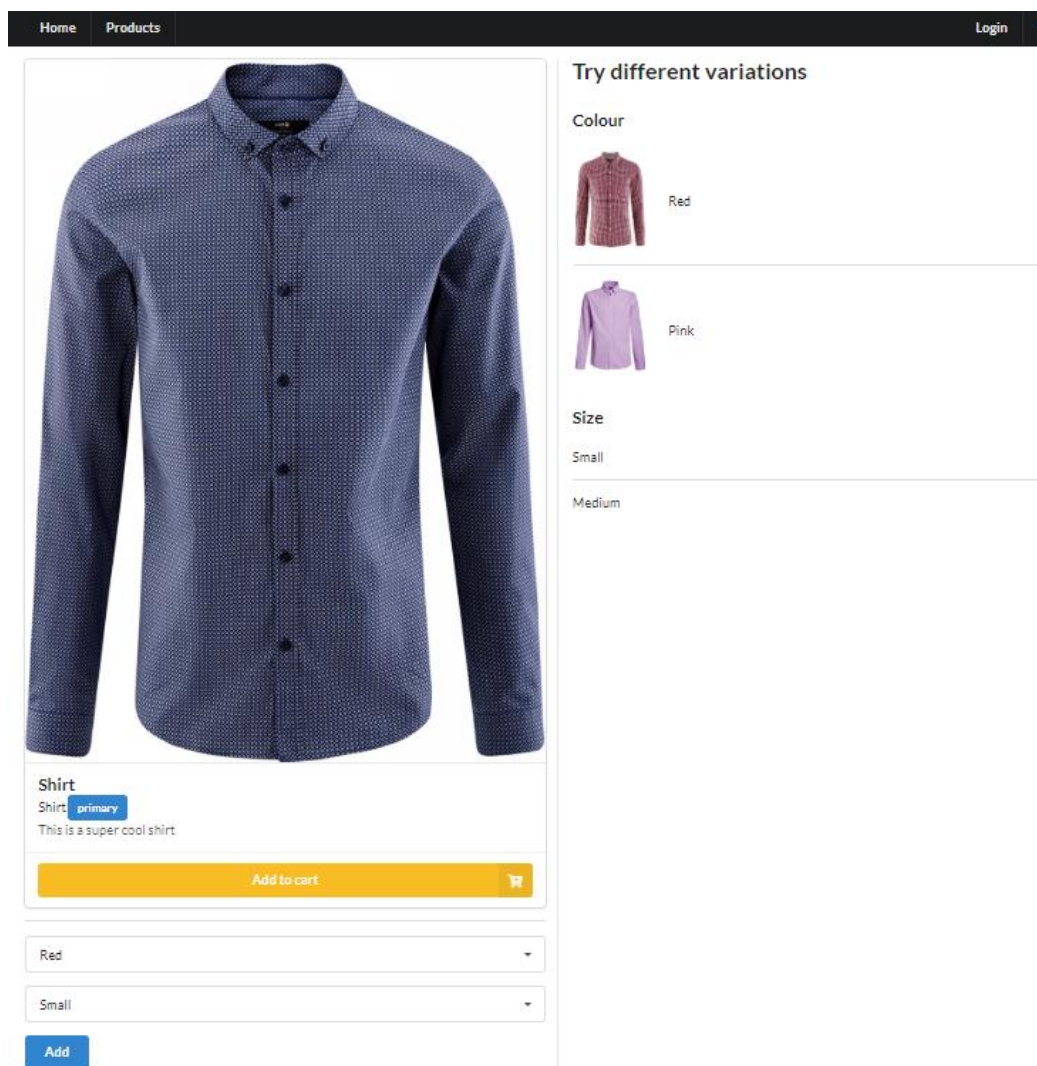 Home Products Login
Try different variations
Colour
Red
Pink
Size
Small
Medium
Shirt
Shirt primary
This is a super cool shirt
Add to cart
Red
Small
Add